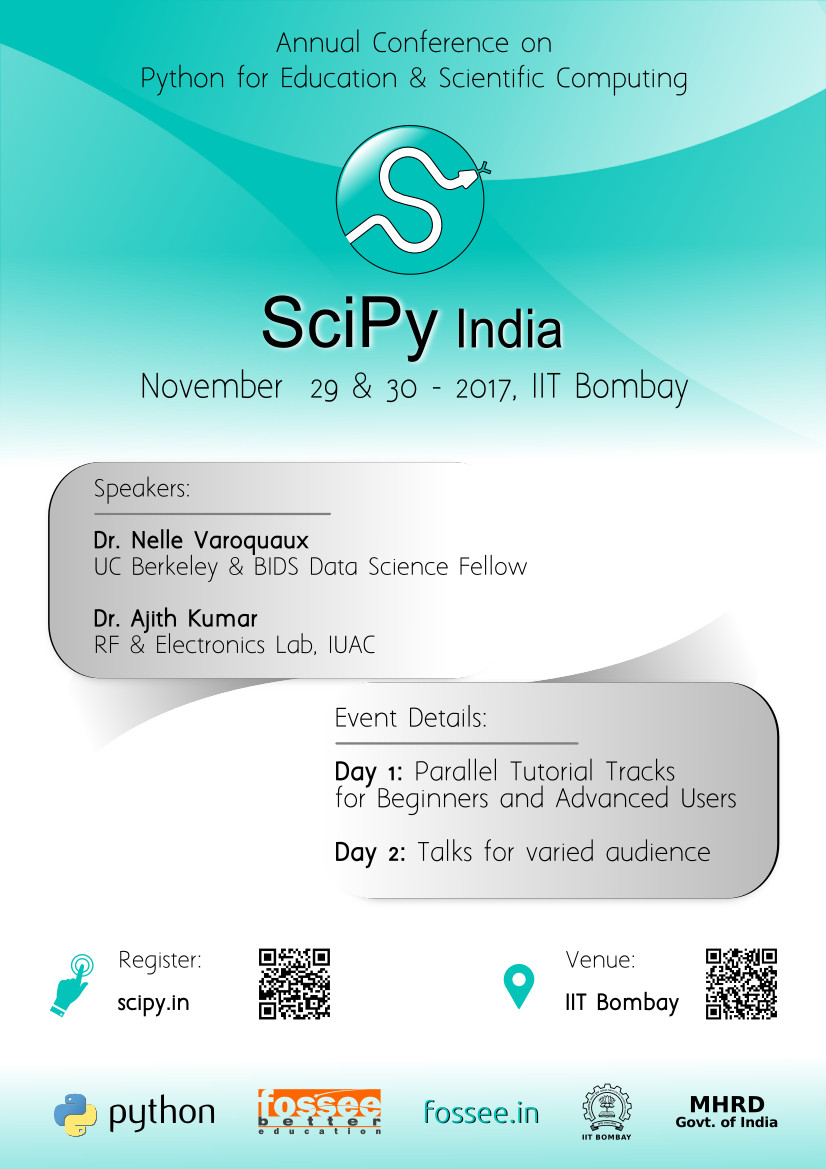 Annual Conference on
Python for Education & Scientific Computing
SciPy India
November 29 & 30 - 2017, IIT Bombay
Speakers:
Dr. Nelle Varoquaux
UC Berkeley & BIDS Data Science Fellow
Dr. Ajith Kumar
RF & Electronics Lab, IUAC
Event Details:
Day 1: Parallel Tutorial Tracks
for Beginners and Advanced Users
Day 2: Talks for varied audience
Register:
scipy.in
Venue:
IIT Bombay
python
fossee
better
education
fossee.in
IIT BOMBAY
MHRD
Govt. of India